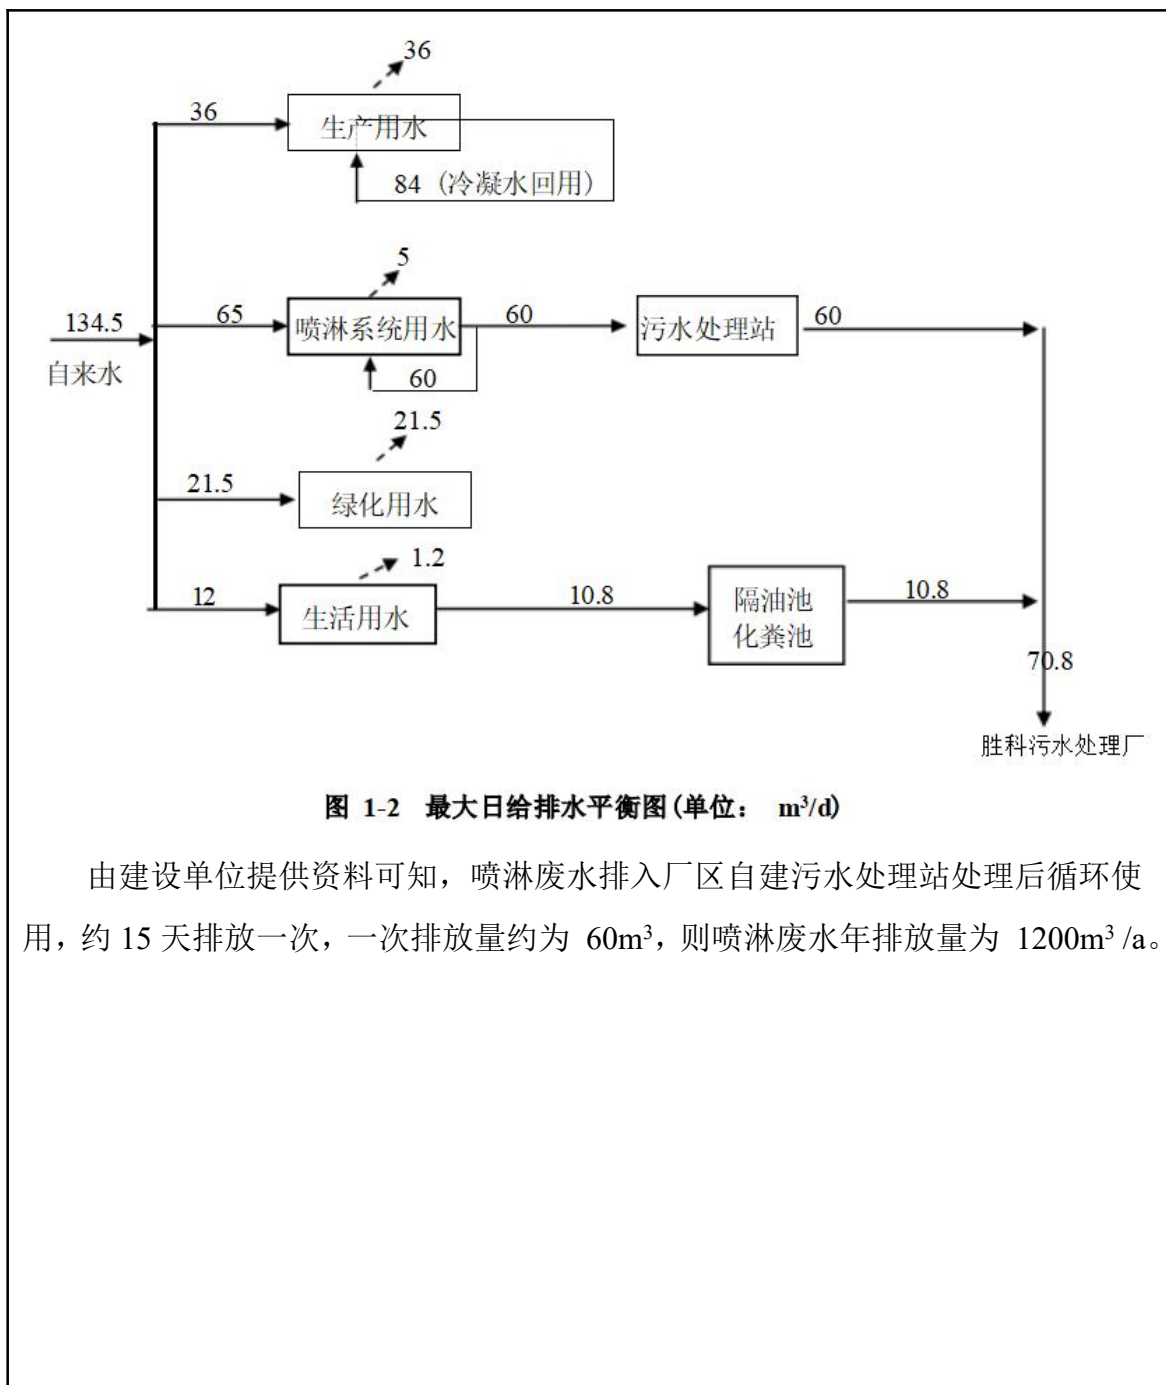 36
36
生产用水
84（冷凝水回用）
5
134.5
65
喷淋系统用水
60
污水处理站
60
自来水
60
21.5
21.5
绿化用水
1.2
12
生活用水
10.8
隔油池
化粪池
10.8
70.8
胜科污水处理厂
图 1-2 最大日给排水平衡图(单位： m³/d)
由建设单位提供资料可知，喷淋废水排入厂区自建污水处理站处理后循环使
用，约 15 天排放一次，一次排放量约为 60m³，则喷淋废水年排放量为 1200m³ /a。